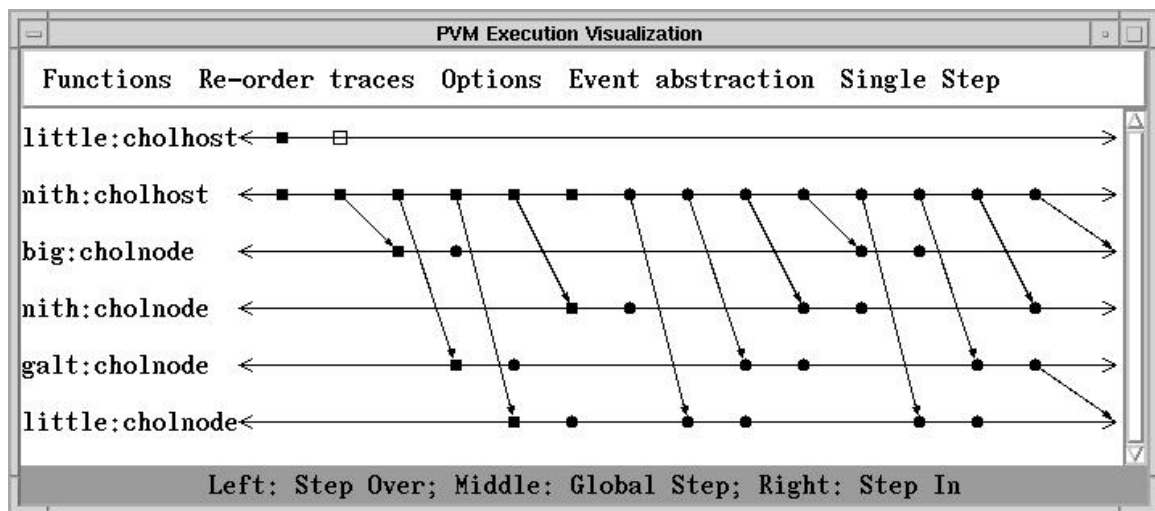 PVM Execution Visualization
Functions Re-order traces Options Event abstraction Single Step
little:cholhost
nith:cholhost
big:cholnode
nith:cholnode
galt:cholnode
little:cholnode
Left: Step Over; Middle: Global Step; Right: Step In